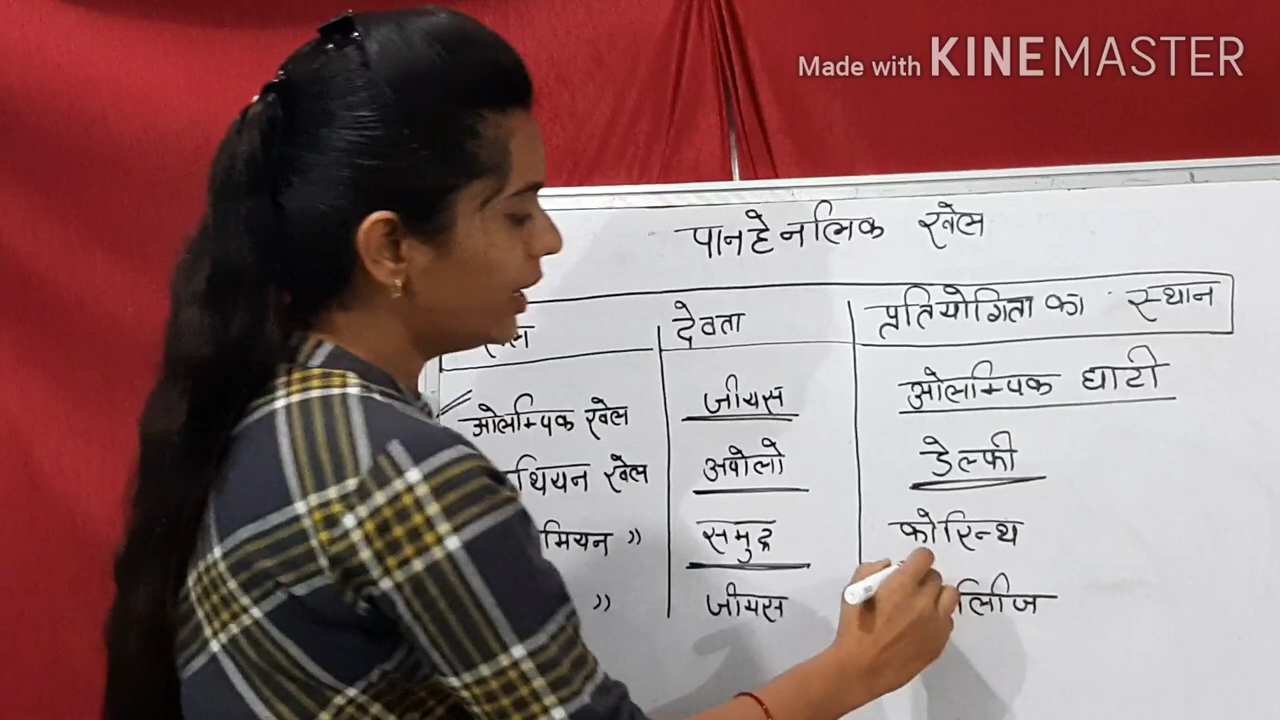 Made with KINEMASTER
पानहेनलिक खेल
देवता प्रतियोगिता का स्थान
ओलम्पिक खेल जीयस ओलम्पिक घाटी
थियन खेल अपोलो डेल्फी
मियन " समुद्र कोरिन्थ
" जीयस लीज